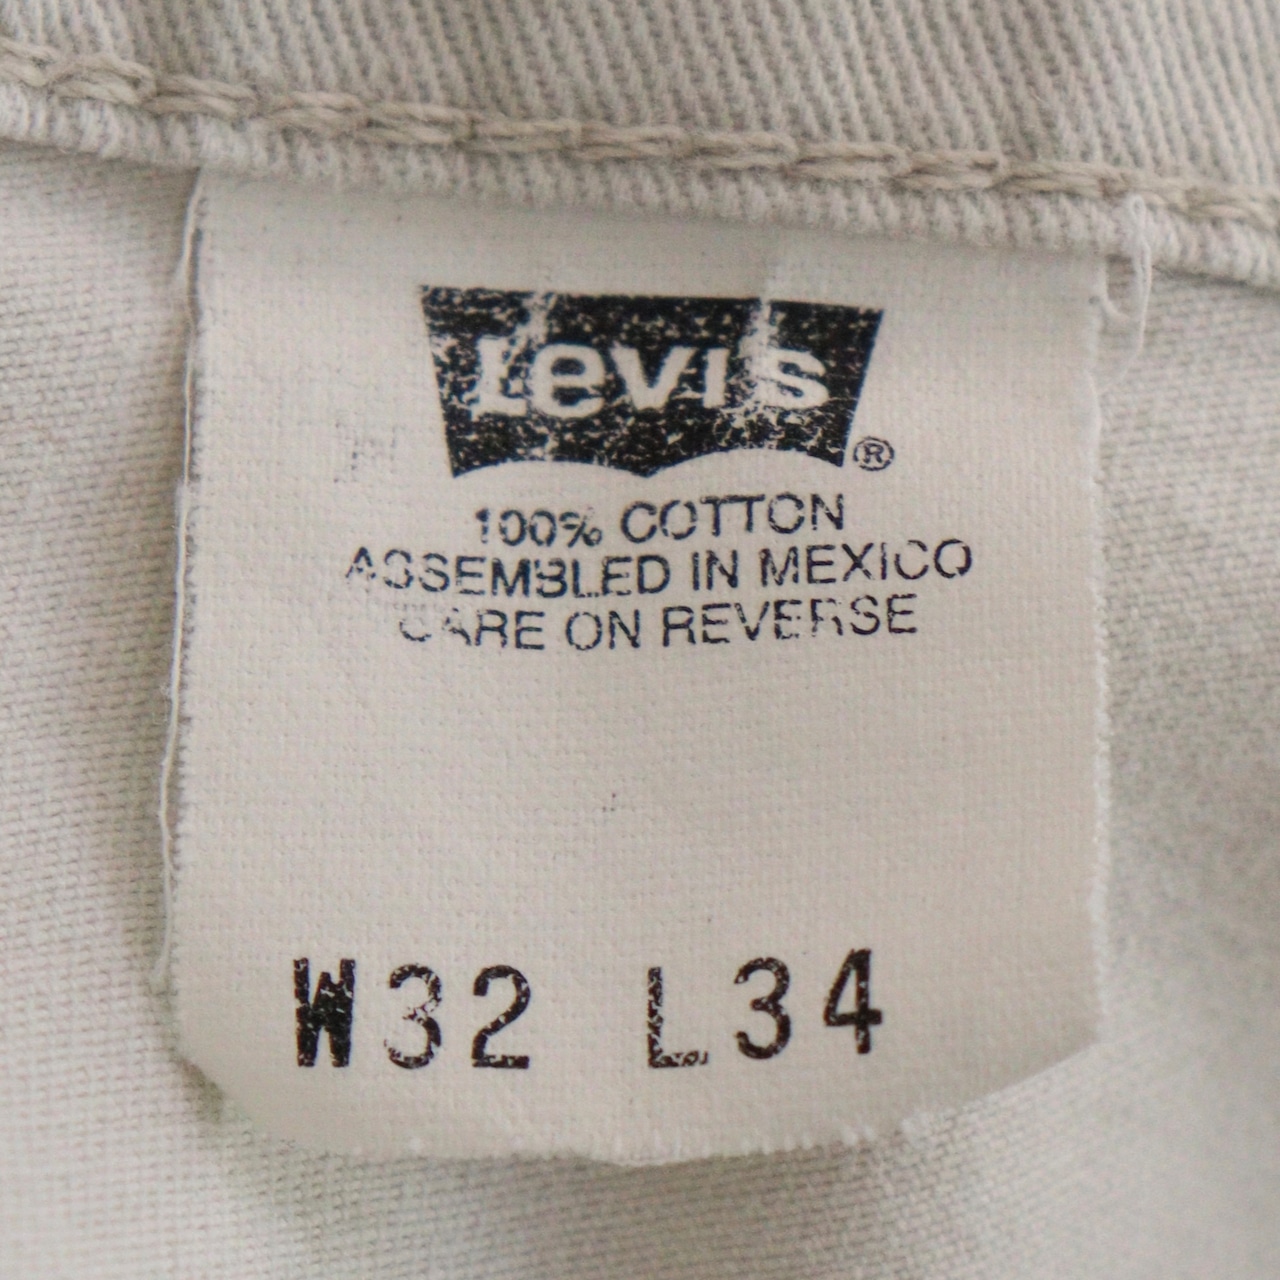 Levi's ®
100% COTTON
ASSEMBLED IN MEXICO
CARE ON REVERSE
W32 L34